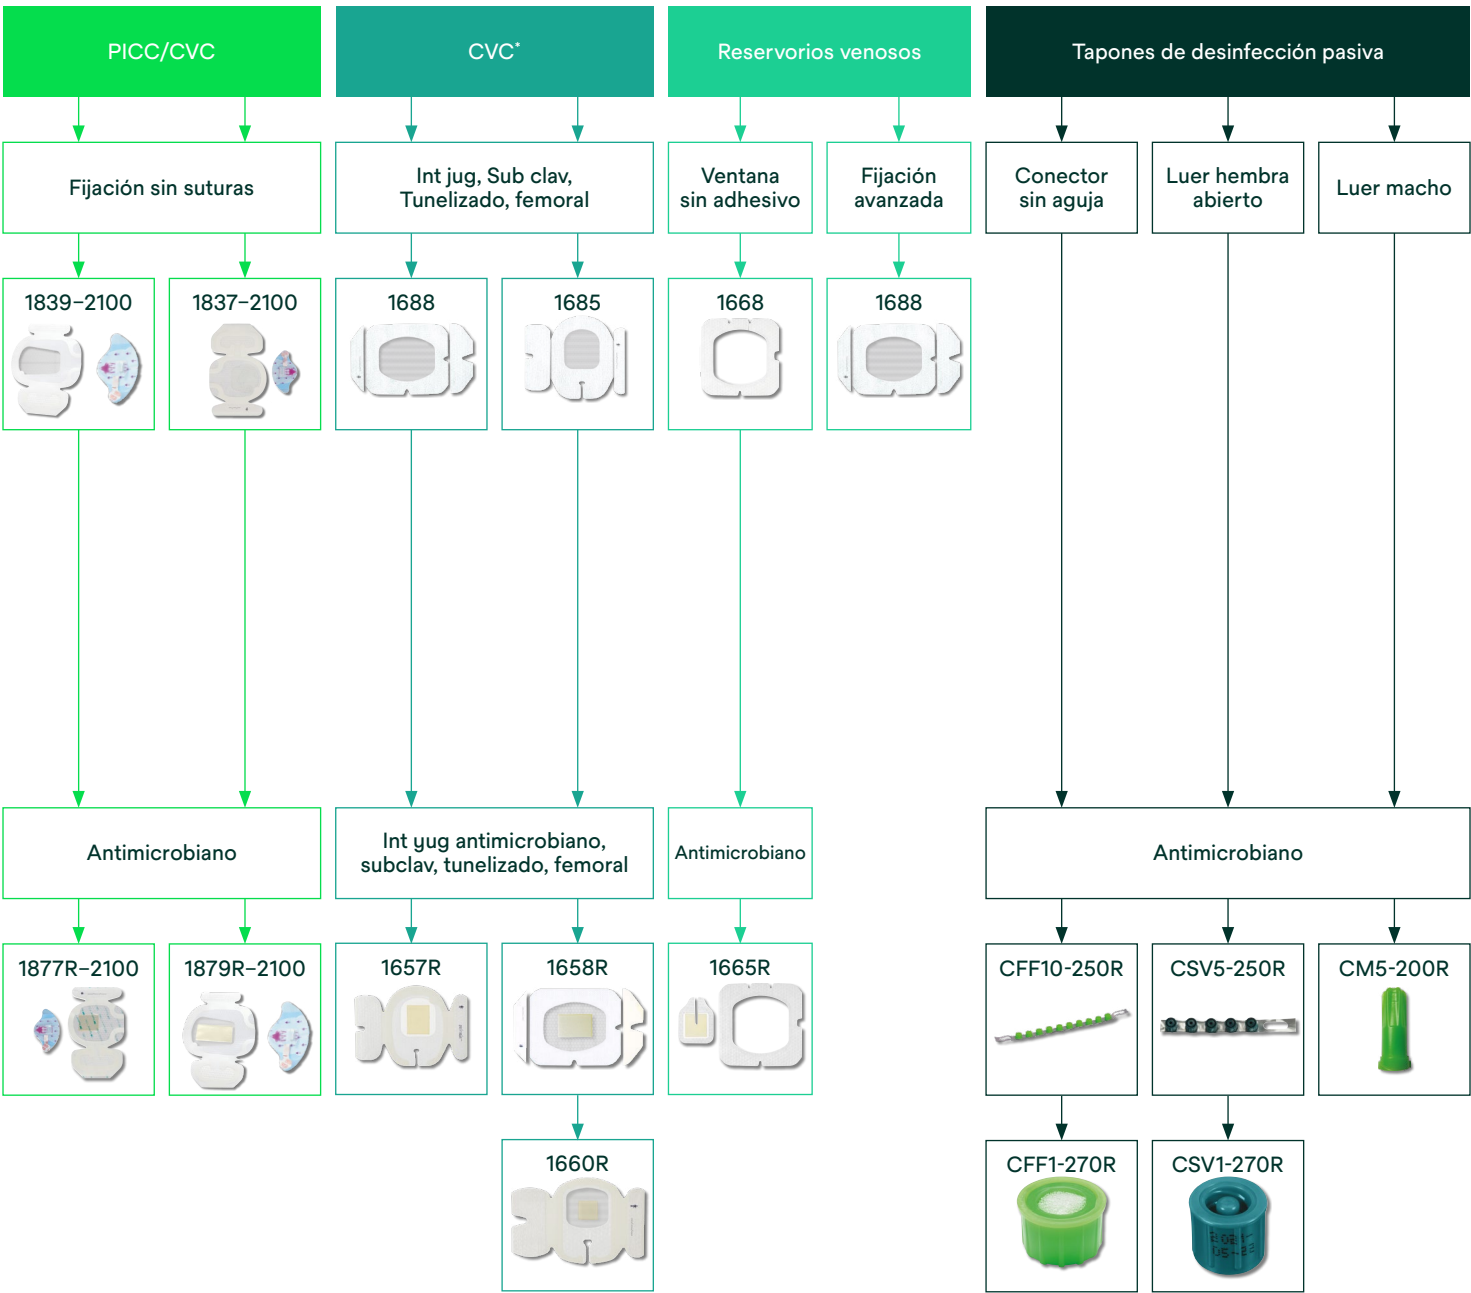 PICC/CVC
CVC*
Reservorios venosos
Tapones de desinfección pasiva
Fijación sin suturas
Int jug, Sub clav,
Tunelizado, femoral
Ventana
sin adhesivo
Fijación
avanzada
Conector
sin aguja
Luer hembra
abierto
Luer macho
1839–2100
1837–2100
1688
1685
1668
1688
Antimicrobiano
Int yug antimicrobiano,
subclav, tunelizado, femoral
Antimicrobiano
Antimicrobiano
1877R–2100
1879R–2100
1657R
1658R
1665R
CFF10-250R
CSV5-250R
CM5-200R
1660R
CFF1-270R
CSV1-270R